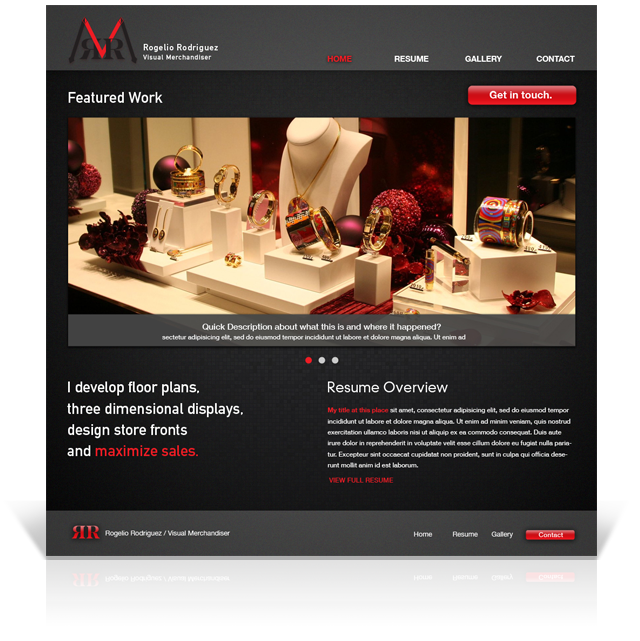 RR
Rogelio Rodriguez
Visual Merchandiser
HOME RESUME GALLERY CONTACT
Featured Work
Get in touch.
Quick Description about what this is and where it happened?
sectetur adipisicing elit, sed do eiusmod tempor incididunt ut labore et dolore magna aliqua. Ut enim ad
I develop floor plans,
three dimensional displays,
design store fronts
and maximize sales.
Resume Overview
My title at this place sit amet, consectetur adipisicing elit, sed do eiusmod tempor
incididunt ut labore et dolore magna aliqua. Ut enim ad minim veniam, quis nostrud
exercitation ullamco laboris nisi ut aliquip ex ea commodo consequat. Duis aute
irure dolor in reprehenderit in voluptate velit esse cillum dolore eu fugiat nulla paria-
tur. Excepteur sint occaecat cupidatat non proident, sunt in culpa qui officia dese-
runt mollit anim id est laborum.
VIEW FULL RESUME
RR Rogelio Rodriguez / Visual Merchandiser
Home Resume Gallery Contact